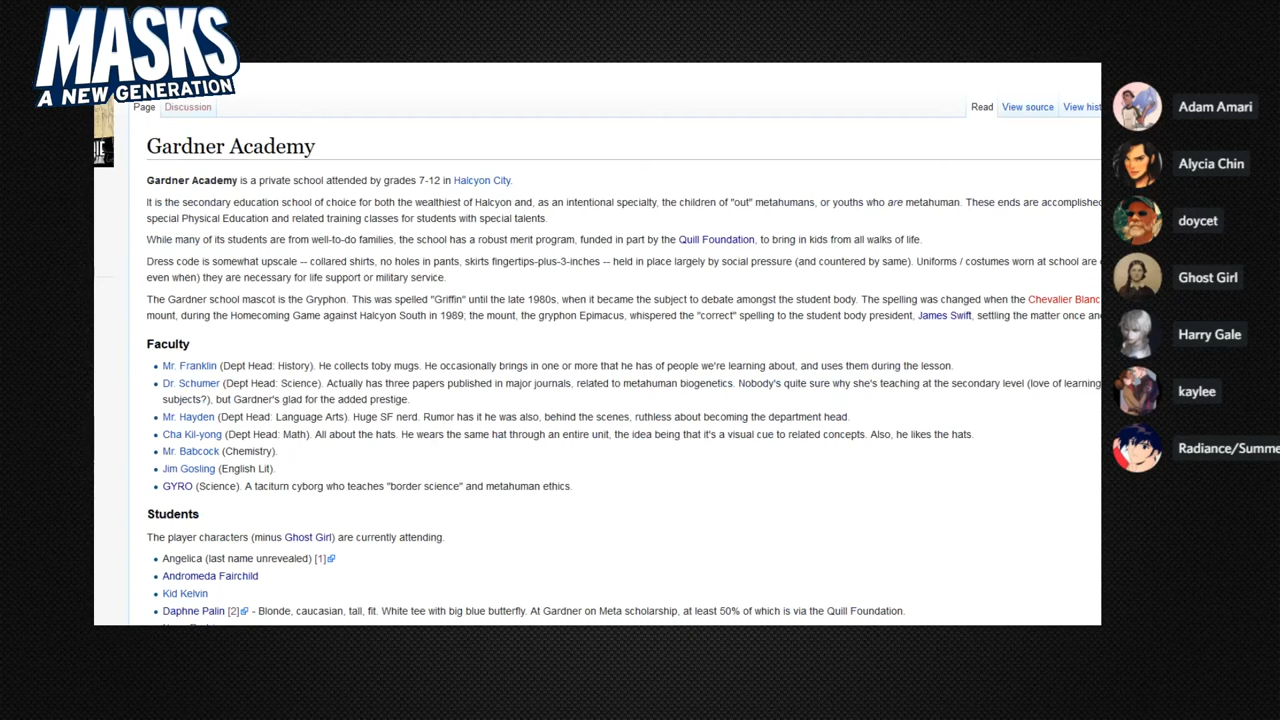 MASKS
A NEW GENERATION
Page Discussion
Read View source View hist
Gardner Academy
Gardner Academy is a private school attended by grades 7-12 in Halcyon City.
It is the secondary education school of choice for both the wealthiest of Halcyon and, as an intentional specialty, the children of "out" metahumans, or youths who are metahuman. These ends are accomplished
special Physical Education and related training classes for students with special talents.
While many of its students are from well-to-do families, the school has a robust merit program, funded in part by the Quill Foundation, to bring in kids from all walks of life.
Dress code is somewhat upscale -- collared shirts, no holes in pants, skirts fingertips-plus-3-inches -- held in place largely by social pressure (and countered by same). Uniforms / costumes worn at school are
even when) they are necessary for life support or military service.
The Gardner school mascot is the Gryphon. This was spelled "Griffin" until the late 1980s, when it became the subject to debate amongst the student body. The spelling was changed when the Chevalier Blanc
mount, during the Homecoming Game against Halcyon South in 1989; the mount, the gryphon Epimacus, whispered the "correct" spelling to the student body president, James Swift, settling the matter once and
Faculty
Mr. Franklin (Dept Head: History). He collects toby mugs. He occasionally brings in one or more that he has of people we're learning about, and uses them during the lesson.
Dr. Schumer (Dept Head: Science). Actually has three papers published in major journals, related to metahuman biogenetics. Nobody's quite sure why she's teaching at the secondary level (love of learning
subjects?), but Gardner's glad for the added prestige.
Mr. Hayden (Dept Head: Language Arts). Huge SF nerd. Rumor has it he was also, behind the scenes, ruthless about becoming the department head.
Cha Kil-yong (Dept Head: Math). All about the hats. He wears the same hat through an entire unit, the idea being that it's a visual cue to related concepts. Also, he likes the hats.
Mr. Babcock (Chemistry).
Jim Gosling (English Lit).
GYRO (Science). A taciturn cyborg who teaches "border science" and metahuman ethics.
Students
The player characters (minus Ghost Girl) are currently attending.
Angelica (last name unrevealed) [1]
Andromeda Fairchild
Kid Kelvin
Daphne Palin [2] - Blonde, caucasian, tall, fit. White tee with big blue butterfly. At Gardner on Meta scholarship, at least 50% of which is via the Quill Foundation.
Adam Amari
Alycia Chin
doycet
Ghost Girl
Harry Gale
kaylee
Radiance/Summe